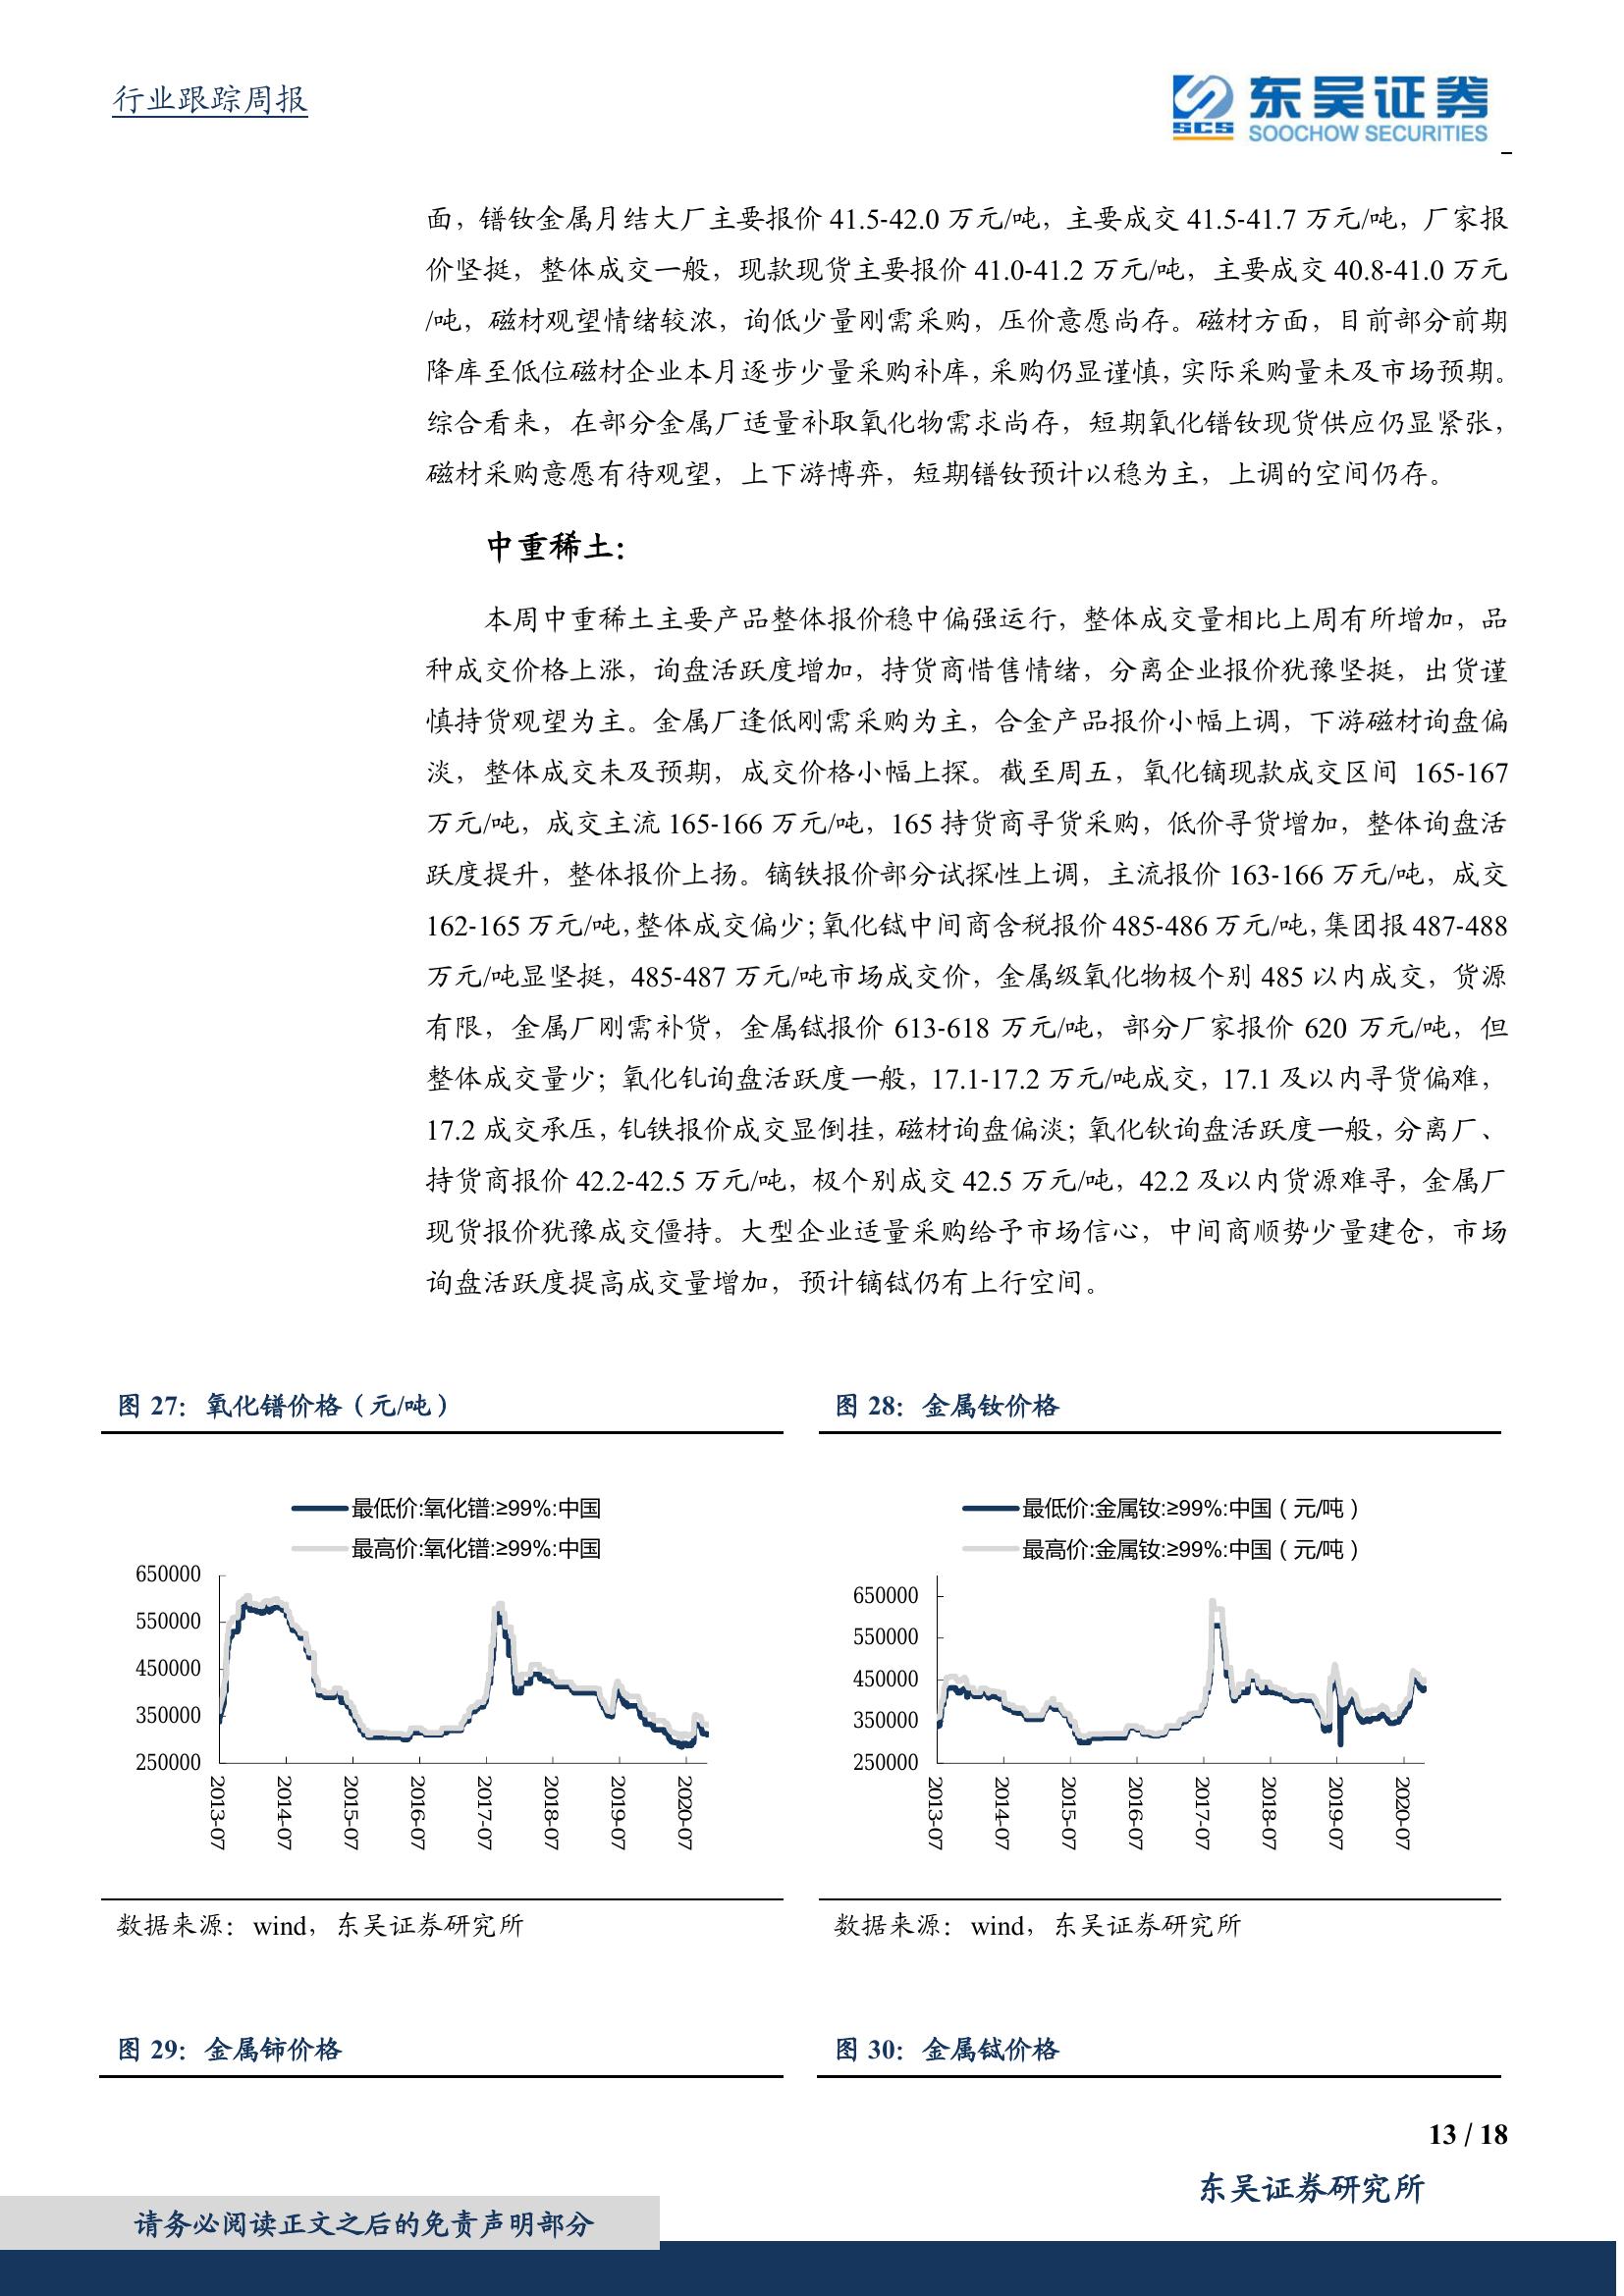 行业跟踪周报
东吴证券
SCS
SOOCHOW SECURITIES
面，镨钕金属月结大厂主要报价 41.5-42.0 万元/吨，主要成交 41.5-41.7 万元/吨，厂家报
价坚挺，整体成交一般，现款现货主要报价 41.0-41.2 万元/吨，主要成交 40.8-41.0 万元
/吨，磁材观望情绪较浓，询低少量刚需采购，压价意愿尚存。磁材方面，目前部分前期
降库至低位磁材企业本月逐步少量采购补库，采购仍显谨慎，实际采购量未及市场预期。
综合看来，在部分金属厂适量补取氧化物需求尚存，短期氧化镨钕现货供应仍显紧张，
磁材采购意愿有待观望，上下游博弈，短期镨钕预计以稳为主，上调的空间仍存。
中重稀土：
本周中重稀土主要产品整体报价稳中偏强运行，整体成交量相比上周有所增加，品
种成交价格上涨，询盘活跃度增加，持货商惜售情绪，分离企业报价犹豫坚挺，出货谨
慎持货观望为主。金属厂逢低刚需采购为主，合金产品报价小幅上调，下游磁材询盘偏
淡，整体成交未及预期，成交价格小幅上探。截至周五，氧化镝现款成交区间 165-167
万元/吨，成交主流 165-166 万元/吨，165 持货商寻货采购，低价寻货增加，整体询盘活
跃度提升，整体报价上扬。镝铁报价部分试探性上调，主流报价 163-166 万元/吨，成交
162-165 万元/吨，整体成交偏少；氧化铽中间商含税报价 485-486 万元/吨，集团报 487-488
万元/吨显坚挺，485-487 万元/吨市场成交价，金属级氧化物极个别 485 以内成交，货源
有限，金属厂刚需补货，金属铽报价 613-618 万元/吨，部分厂家报价 620 万元/吨，但
整体成交量少；氧化钆询盘活跃度一般，17.1-17.2 万元/吨成交，17.1 及以内寻货偏难，
17.2 成交承压，钆铁报价成交显倒挂，磁材询盘偏淡；氧化钬询盘活跃度一般，分离厂、
持货商报价 42.2-42.5 万元/吨，极个别成交 42.5 万元/吨，42.2 及以内货源难寻，金属厂
现货报价犹豫成交僵持。大型企业适量采购给予市场信心，中间商顺势少量建仓，市场
询盘活跃度提高成交量增加，预计镝铽仍有上行空间。
图 27：氧化镨价格（元/吨）
最低价:氧化镨:≥99%:中国
最高价:氧化镨:≥99%:中国
650000
550000
450000
350000
250000
2013-07
2014-07
2015-07
2016-07
2017-07
2018-07
2019-07
2020-07
数据来源：wind，东吴证券研究所
图 28：金属钕价格
最低价:金属钕:≥99%:中国（元/吨）
最高价:金属钕:≥99%:中国（元/吨）
650000
550000
450000
350000
250000
2013-07
2014-07
2015-07
2016-07
2017-07
2018-07
2019-07
2020-07
数据来源：wind，东吴证券研究所
图 29：金属铈价格
图 30：金属铽价格
13 / 18
东吴证券研究所
请务必阅读正文之后的免责声明部分